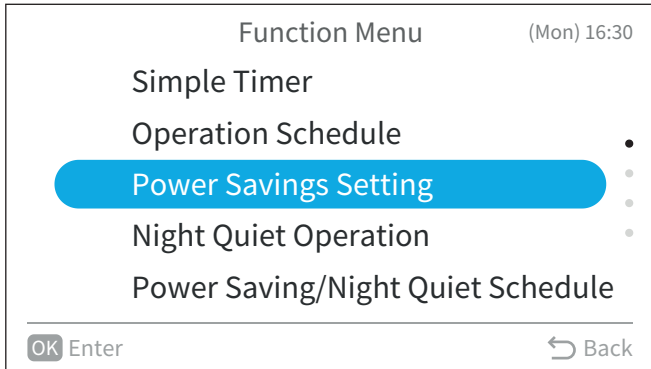 Function Menu (Mon) 16:30
Simple Timer
Operation Schedule
Power Savings Setting
Night Quiet Operation
Power Saving/Night Quiet Schedule
OK Enter Back